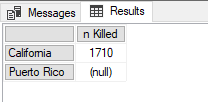 Messages Results
n Killed
California 1710
Puerto Rico (null)